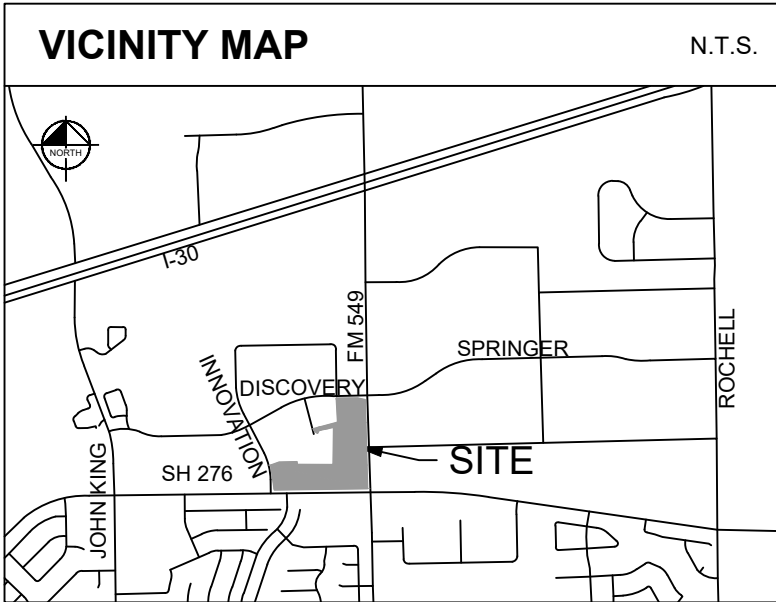 VICINITY MAP
N.T.S.
NORTH
I-30
FM 549
SPRINGER
ROCHELL
INNOVATION
DISCOVERY
SITE
SH 276
JOHN KING